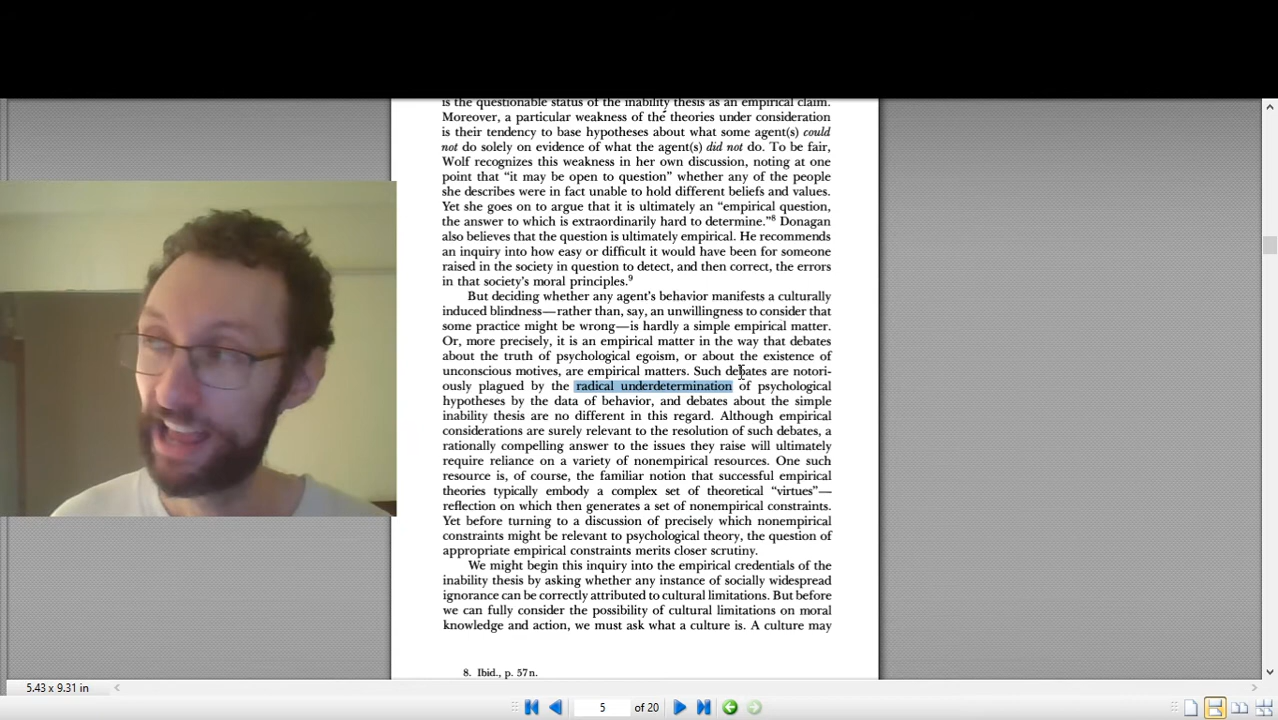 is the questionable status of the inability thesis as an empirical claim.
Moreover, a particular weakness of the theories under consideration
is their tendency to base hypotheses about what some agent(s) could
not do solely on evidence of what the agent(s) did not do. To be fair,
Wolf recognizes this weakness in her own discussion, noting at one
point that “it may be open to question” whether any of the people
she describes were in fact unable to hold different beliefs and values.
Yet she goes on to argue that it is ultimately an “empirical question,
the answer to which is extraordinarily hard to determine.”8 Donagan
also believes that the question is ultimately empirical. He recommends
an inquiry into how easy or difficult it would have been for someone
raised in the society in question to detect, and then correct, the errors
in that society’s moral principles.9
But deciding whether any agent’s behavior manifests a culturally
induced blindness—rather than, say, an unwillingness to consider that
some practice might be wrong—is hardly a simple empirical matter.
Or, more precisely, it is an empirical matter in the way that debates
about the truth of psychological egoism, or about the existence of
unconscious motives, are empirical matters. Such debates are notori-
ously plagued by the radical underdetermination of psychological
hypotheses by the data of behavior, and debates about the simple
inability thesis are no different in this regard. Although empirical
considerations are surely relevant to the resolution of such debates, a
rationally compelling answer to the issues they raise will ultimately
require reliance on a variety of nonempirical resources. One such
resource is, of course, the familiar notion that successful empirical
theories typically embody a complex set of theoretical “virtues”—
reflection on which then generates a set of nonempirical constraints.
Yet before turning to a discussion of precisely which nonempirical
constraints might be relevant to psychological theory, the question of
appropriate empirical constraints merits closer scrutiny.
We might begin this inquiry into the empirical credentials of the
inability thesis by asking whether any instance of socially widespread
ignorance can be correctly attributed to cultural limitations. But before
we can fully consider the possibility of cultural limitations on moral
knowledge and action, we must ask what a culture is. A culture may
8. Ibid., p. 57n.
5.43 x 9.31 in
5 of 20